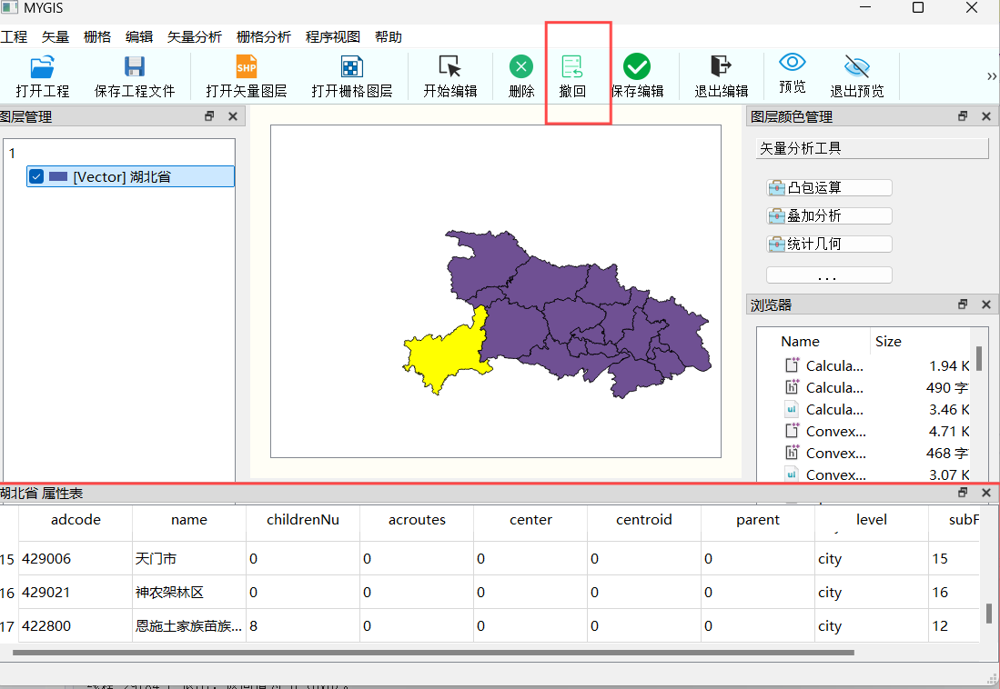 MYGIS
工程 矢量 栅格 编辑 矢量分析 栅格分析 程序视图 帮助
打开工程 保存工程文件 打开矢量图层 打开栅格图层 开始编辑 删除 撤回 保存编辑 退出编辑 预览 退出预览
SHP
图层管理
1
[Vector] 湖北省
图层颜色管理
矢量分析工具
凸包运算
叠加分析
统计几何
...
浏览器
Name Size
Calcula... 1.94 K
Calcula... 490 字
Calcula... 3.46 K
Convex... 4.71 K
Convex... 468 字
Convex... 3.07 K
湖北省 属性表
adcode name childrenNu acroutes center centroid parent level subF
15 429006 天门市 0 0 0 0 0 city 15
16 429021 神农架林区 0 0 0 0 0 city 16
17 422800 恩施土家族苗族... 8 0 0 0 0 city 12